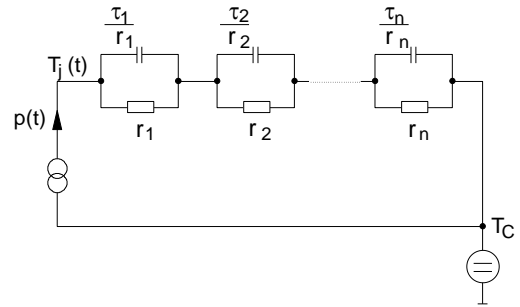 τ1 τ2 τn
r1 r2 rn
Tj (t)
r1 r2 rn
p(t)
TC